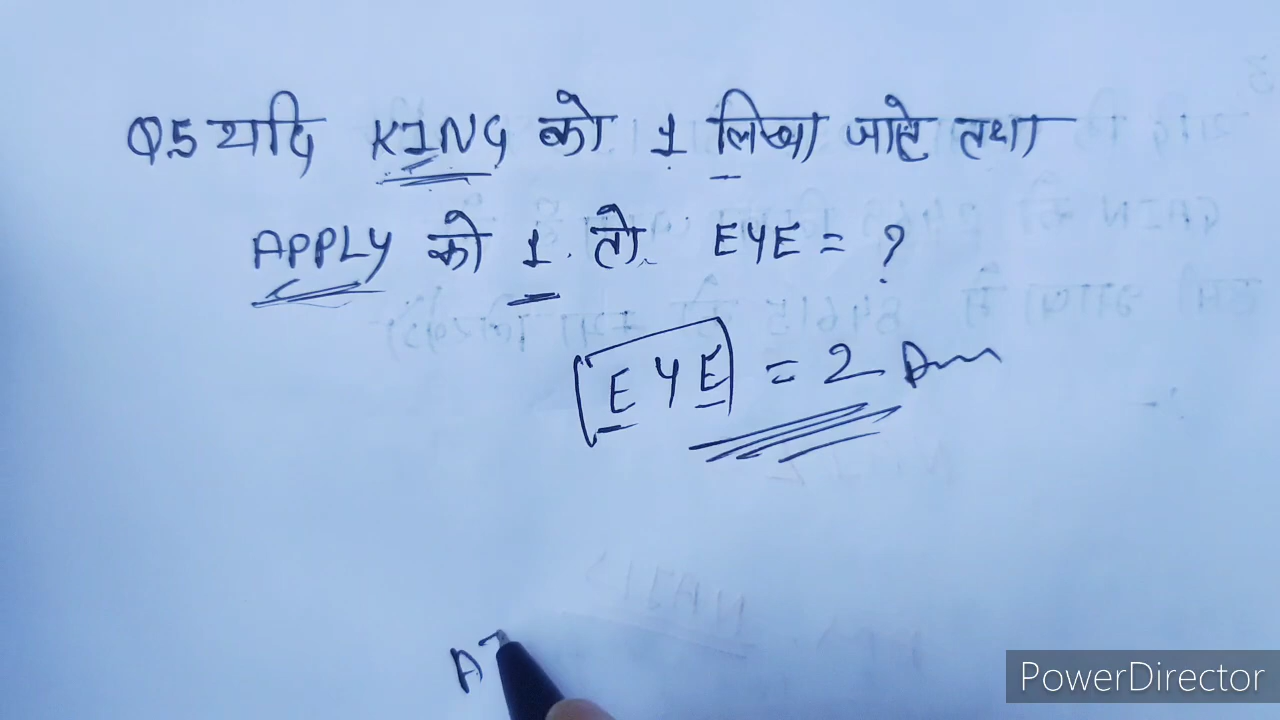 Q.5 यदि KING को 1 लिखा जाए तथा
APPLY को 1 तो EYE = ?
EYE = 2 Ans
A
PowerDirector